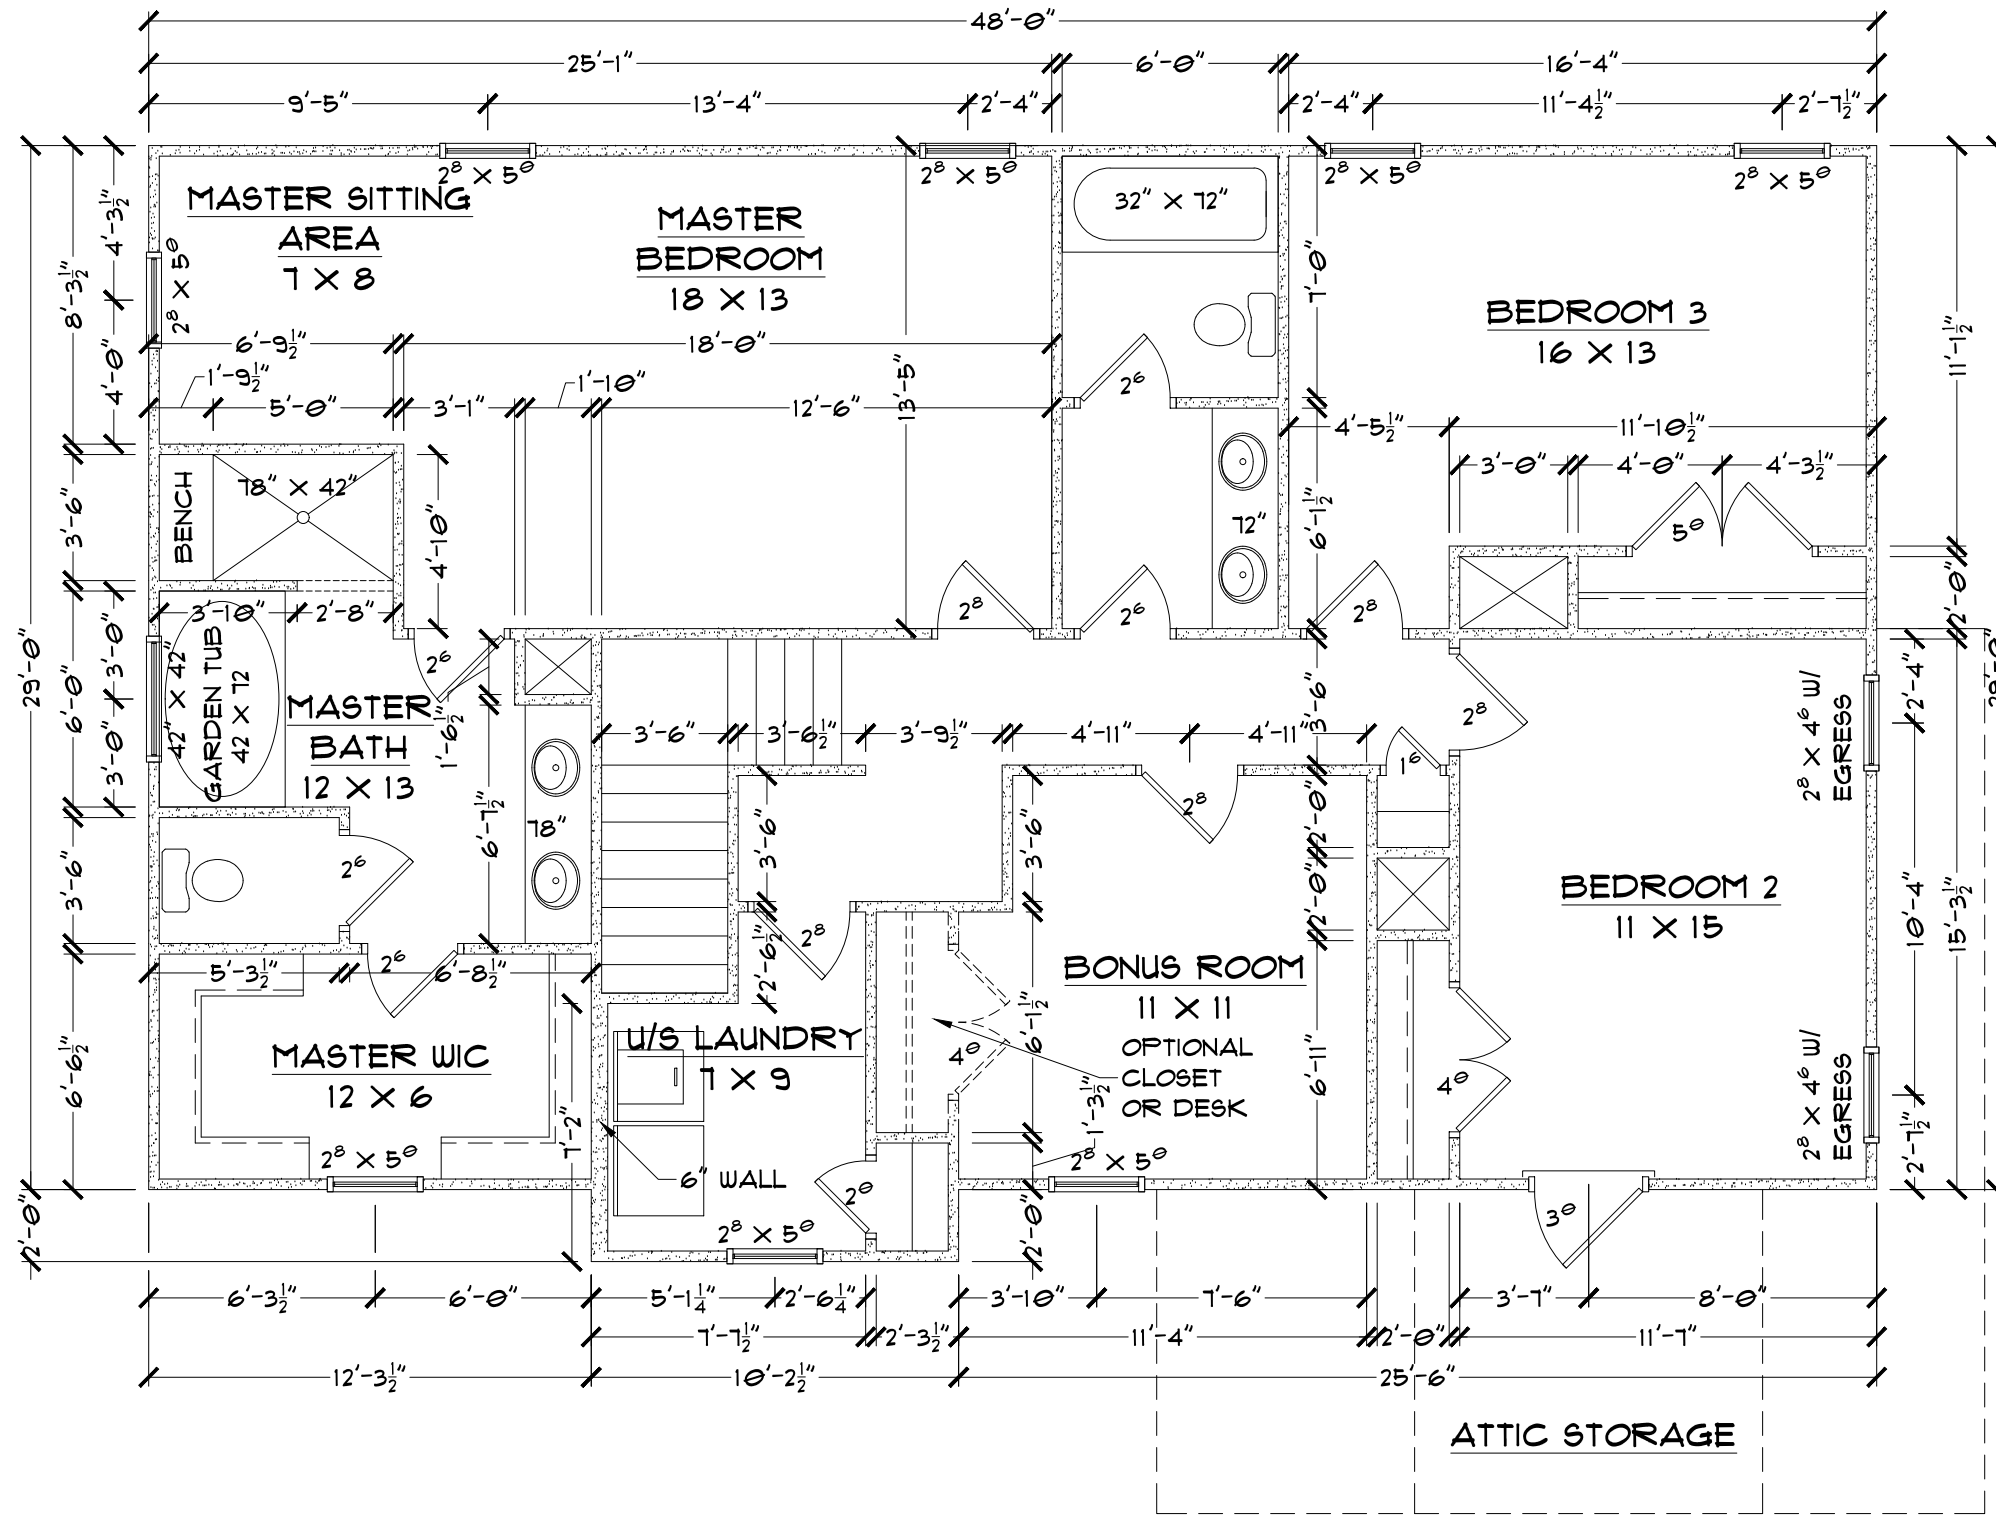 48'-0"
25'-1" 6'-0" 16'-4"
9'-5" 13'-4" 2'-4" 2'-4" 11'-4½" 2'-7½"
2⁸ X 5⁰ 2⁸ X 5⁰ 2⁸ X 5⁰ 2⁸ X 5⁰
MASTER SITTING
AREA
7 X 8
MASTER
BEDROOM
18 X 13
32" X 72"
BEDROOM 3
16 X 13
4'-3½"
8'-3½"
4'-0"
2⁸ X 5⁰
7'-0"
11'-1½"
6'-9½" 18'-0"
13'-5"
1'-9½" 1'-10"
5'-0" 3'-1" 12'-6"
2⁶
4'-5½" 11'-10½"
3'-0" 4'-0" 4'-3½"
BENCH
78" X 42"
3'-6"
4'-10"
72"
6'-1½"
5⁰
2'-0"
3'-10" 2'-8"
2⁸
2⁶
2⁸
29'-0"
6'-0"
3'-0"
3'-0"
42" X 42"
GARDEN TUB
42 X 72
2⁶
MASTER
BATH
12 X 13
1'-6½"
3'-6" 3'-6½" 3'-9½" 4'-11" 4'-11"
3'-6"
2⁸
1⁶
2⁸ X 4⁶ W/
EGRESS
2'-4"
29'-0"
6'-7½"
78"
2⁸
3'-6"
3'-6"
2'-0"
2'-0"
3'-6"
2⁶
BEDROOM 2
11 X 15
10'-4"
15'-3½"
2⁸
2'-6½"
2⁶
5'-3½" 6'-8½"
BONUS ROOM
11 X 11
OPTIONAL
CLOSET
OR DESK
6'-1½"
4⁰
6'-11"
1'-3½"
U/S LAUNDRY
7 X 9
MASTER WIC
12 X 6
6'-6½"
7'-2"
4⁰
2⁸ X 4⁶ W/
EGRESS
2'-7½"
2⁸ X 5⁰
6" WALL
2⁸ X 5⁰
2⁰
2⁸ X 5⁰
3⁰
2'-0"
2'-0"
6'-3½" 6'-0" 5'-1¼" 2'-6¼" 3'-10" 7'-6" 3'-7" 8'-0"
7'-7½" 2'-3½" 11'-4" 2'-0" 11'-7"
12'-3½" 10'-2½" 25'-6"
ATTIC STORAGE